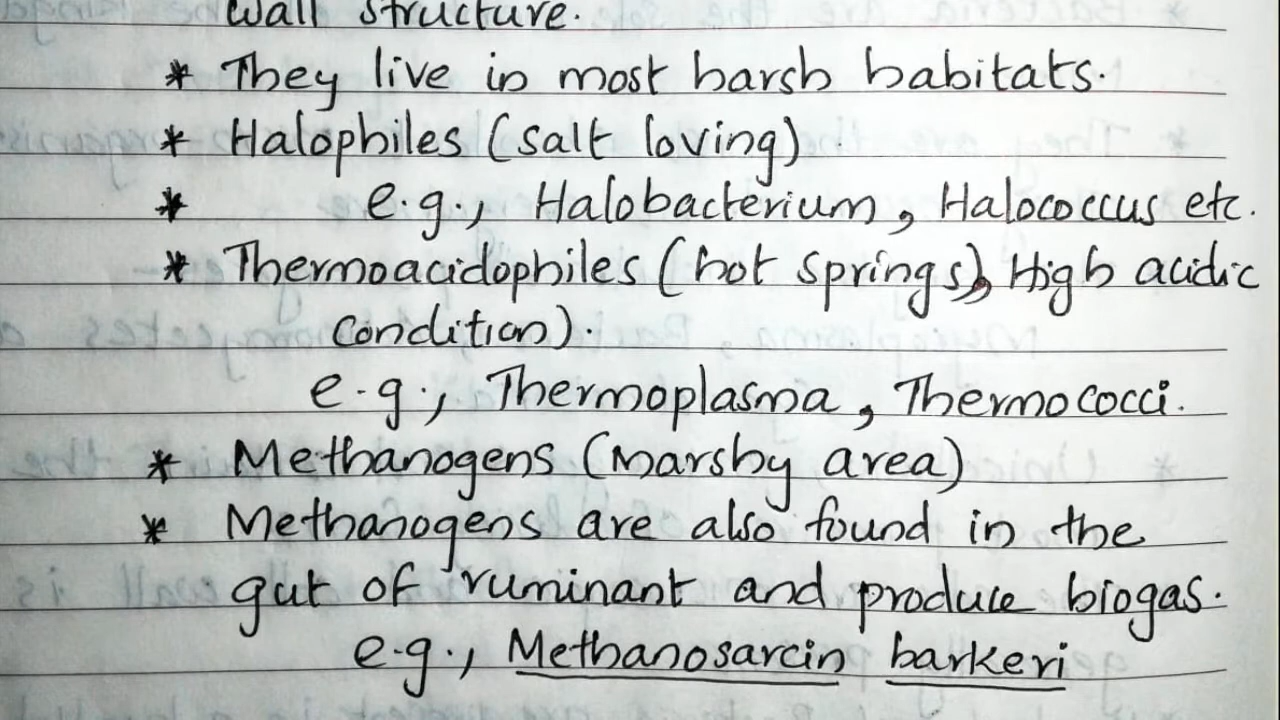 wall structure.
* They live in most harsh habitats.
* Halophiles (salt loving)
* e.g., Halobacterium, Halococcus etc.
* Thermoacidophiles (hot springs), High acidic
condition).
e.g., Thermoplasma, Thermococci.
* Methanogens (Marshy area)
* Methanogens are also found in the
gut of ruminant and produce biogas.
e.g., Methanosarcin barkeri